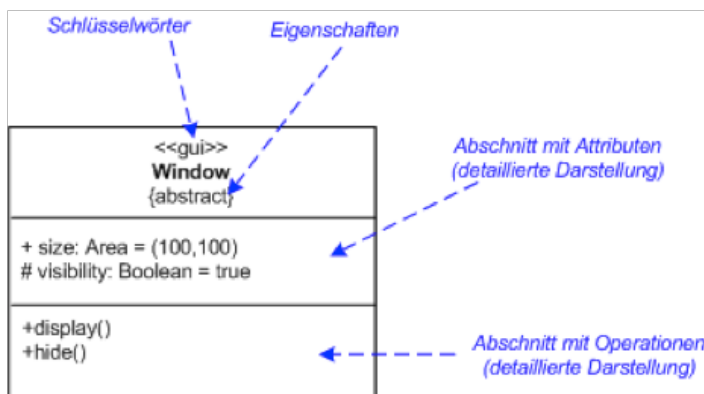 Schlüsselwörter
Eigenschaften
<<gui>>
Window
{abstract}
Abschnitt mit Attributen
(detaillierte Darstellung)
+ size: Area = (100,100)
# visibility: Boolean = true
+display()
+hide()
Abschnitt mit Operationen
(detaillierte Darstellung)